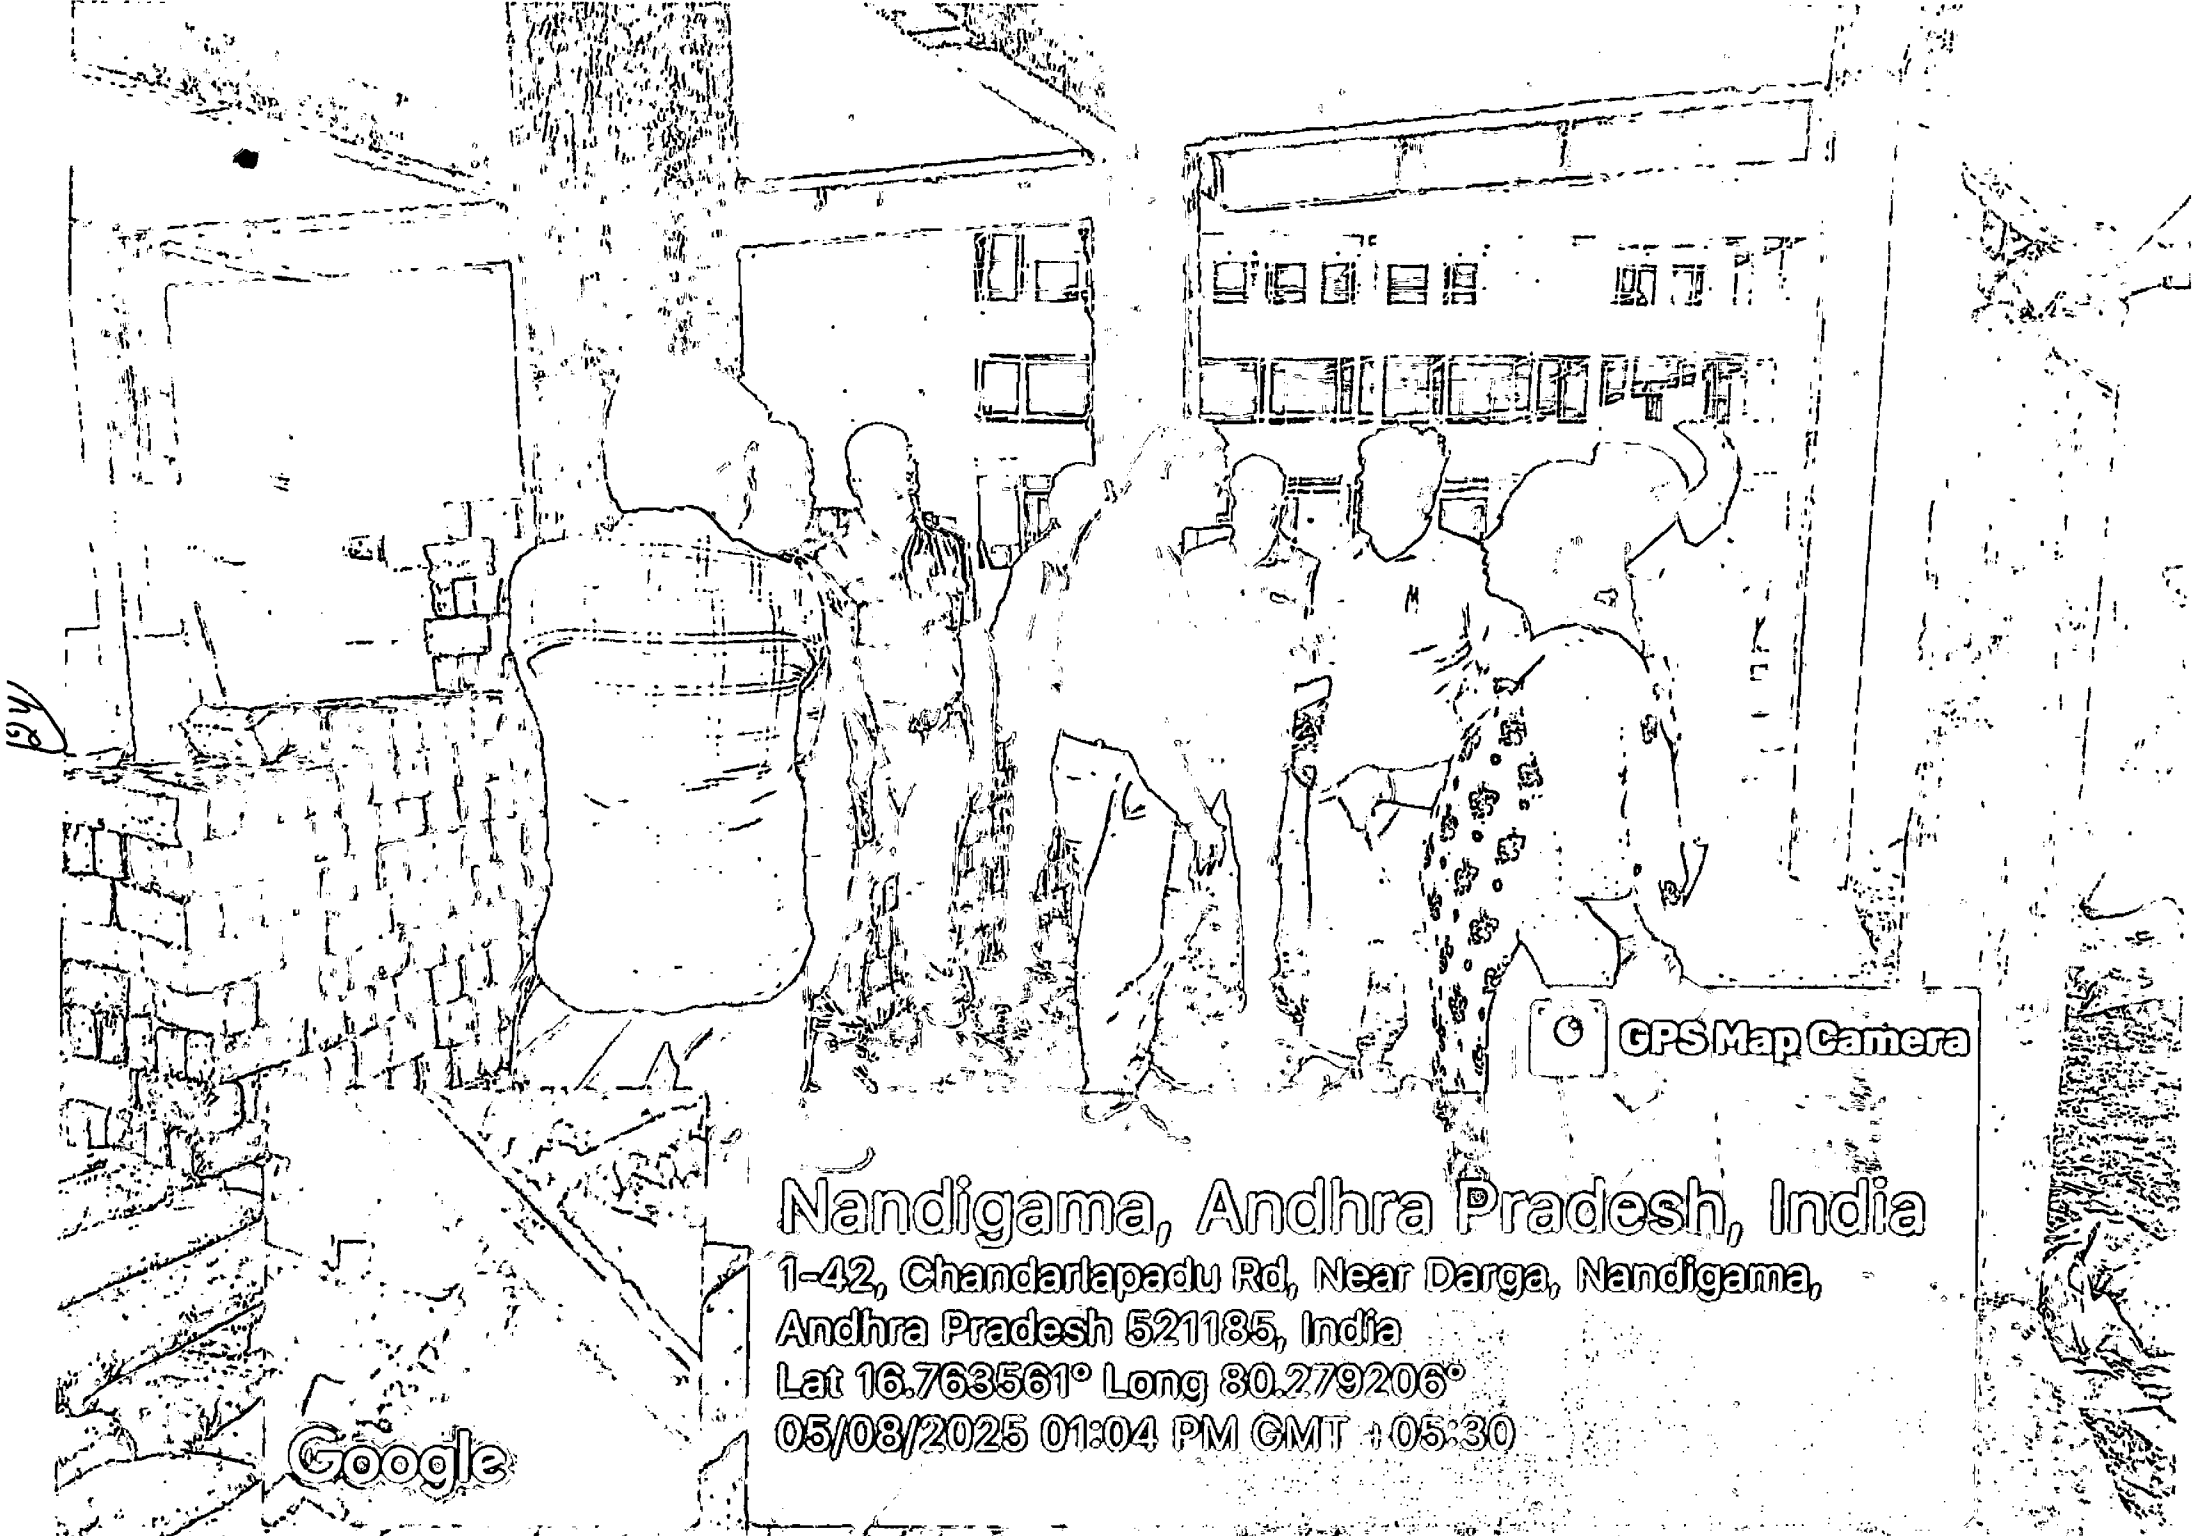 124
GPS Map Camera
Nandigama, Andhra Pradesh, India
1-42, Chandarlapadu Rd, Near Darga, Nandigama,
Andhra Pradesh 521185, India
Lat 16.763561° Long 80.279206°
05/08/2025 01:04 PM GMT +05:30
Google